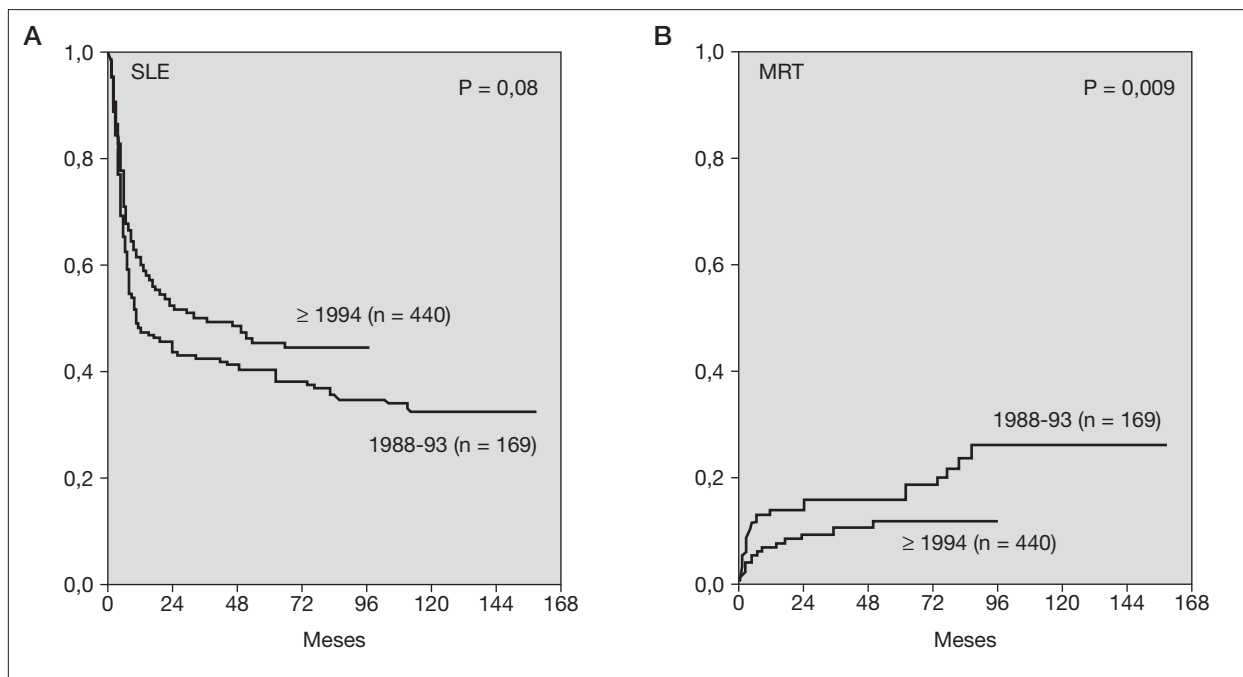 A
SLE
P = 0,08
1,0
0,8
0,6
0,4
0,2
0,0
≥ 1994 (n = 440)
1988-93 (n = 169)
0 24 48 72 96 120 144 168
Meses
B
MRT
P = 0,009
1,0
0,8
0,6
0,4
0,2
0,0
1988-93 (n = 169)
≥ 1994 (n = 440)
0 24 48 72 96 120 144 168
Meses